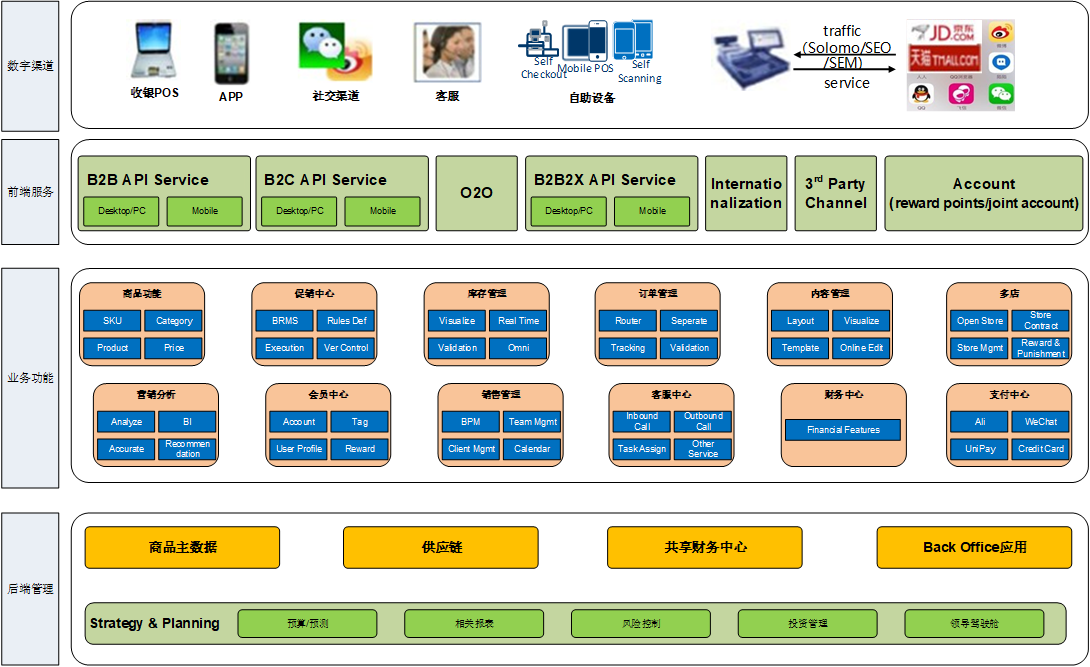 数字渠道
收银POS
APP
社交渠道
客服
Self
Checkout
Mobile POS
Self
Scanning
自助设备
traffic
(Solomo/SEO
/SEM)
service
JD.COM 京东
天猫 TMALL.COM
QQ
前端服务
B2B API Service
Desktop/PC
Mobile
B2C API Service
Desktop/PC
Mobile
O2O
B2B2X API Service
Desktop/PC
Mobile
Internatio
nalization
3rd Party
Channel
Account
(reward points/joint account)
业务功能
商品功能
SKU
Category
Product
Price
促销中心
BRMS
Rules Def
Execution
Ver Control
库存管理
Visualize
Real Time
Validation
Omni
订单管理
Router
Seperate
Tracking
Validation
内容管理
Layout
Visualize
Template
Online Edit
多店
Open Store
Store
Contract
Store Mgmt
Reward &
Punishment
营销分析
Analyze
BI
Accurate
Recommen
dation
会员中心
Account
Tag
User Profile
Reward
销售管理
BPM
Team Mgmt
Client Mgmt
Calendar
客服中心
Inbound
Call
Outbound
Call
Task Assign
Other
Service
财务中心
Financial Features
支付中心
Ali
WeChat
UniPay
Credit Card
后端管理
商品主数据
供应链
共享财务中心
Back Office应用
Strategy & Planning
预算/预测
相关报表
风险控制
投资管理
领导驾驶舱